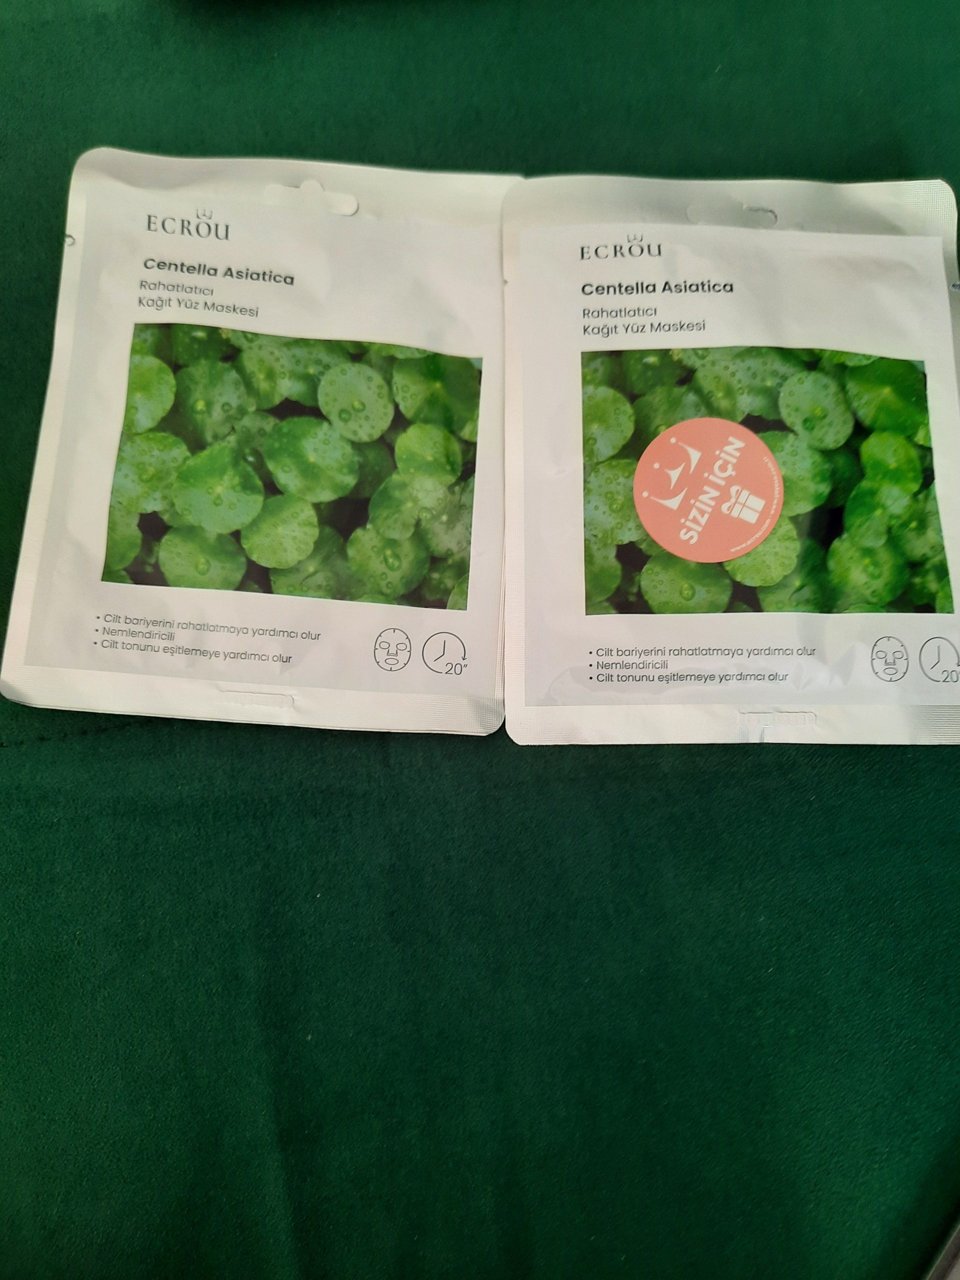 ECROU
Centella Asiatica
Rahatlatıcı
Kağıt Yüz Maskesi
• Cilt bariyerini rahatlatmaya yardımcı olur
• Nemlendiricili
• Cilt tonunu eşitlemeye yardımcı olur
20"
ECROU
Centella Asiatica
Rahatlatıcı
Kağıt Yüz Maskesi
SİZİN İÇİN
• Cilt bariyerini rahatlatmaya yardımcı olur
• Nemlendiricili
• Cilt tonunu eşitlemeye yardımcı olur
20